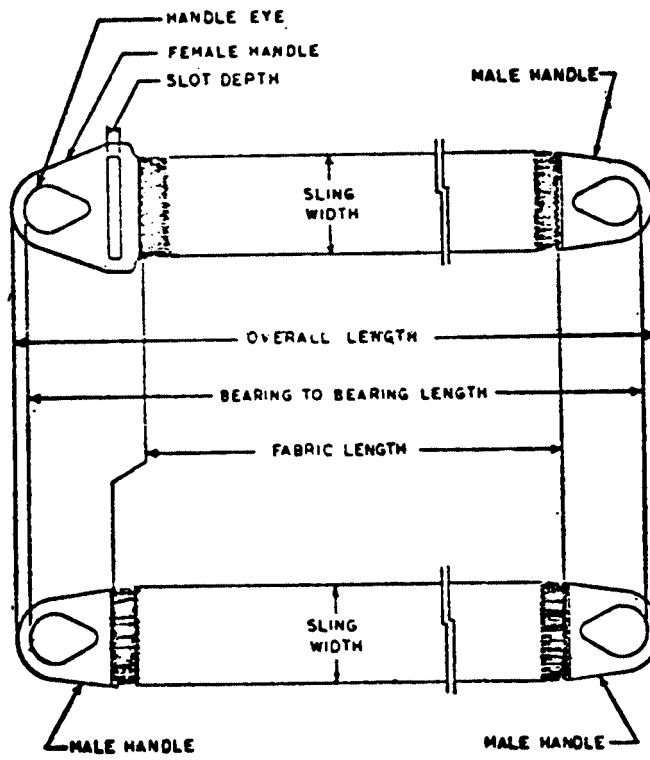 HANDLE EYE
FEMALE HANDLE
SLOT DEPTH
MALE HANDLE
SLING
WIDTH
OVERALL LENGTH
BEARING TO BEARING LENGTH
FABRIC LENGTH
SLING
WIDTH
MALE HANDLE
MALE HANDLE